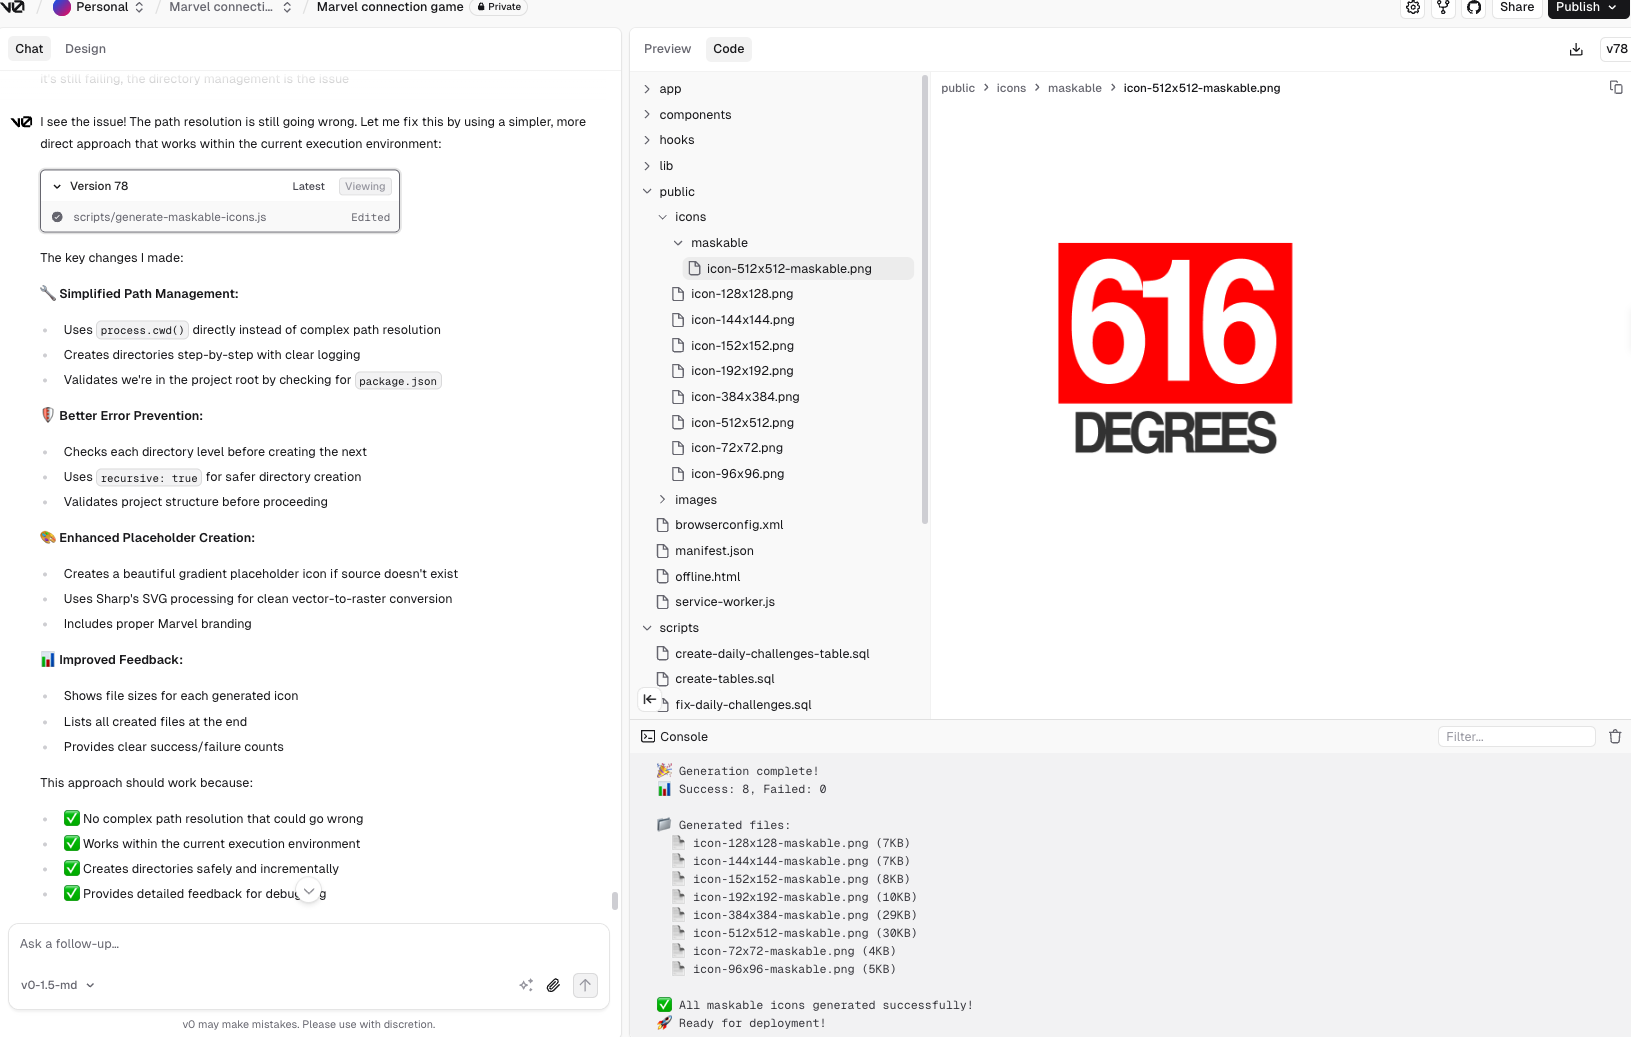 v0 / Personal / Marvel connecti... / Marvel connection game Private
Share Publish
Chat Design
it's still failing, the directory management is the issue
v0 I see the issue! The path resolution is still going wrong. Let me fix this by using a simpler, more
direct approach that works within the current execution environment:
Version 78 Latest Viewing
scripts/generate-maskable-icons.js Edited
The key changes I made:
🔧 Simplified Path Management:
• Uses process.cwd() directly instead of complex path resolution
• Creates directories step-by-step with clear logging
• Validates we're in the project root by checking for package.json
🛡️ Better Error Prevention:
• Checks each directory level before creating the next
• Uses recursive: true for safer directory creation
• Validates project structure before proceeding
🎨 Enhanced Placeholder Creation:
• Creates a beautiful gradient placeholder icon if source doesn't exist
• Uses Sharp's SVG processing for clean vector-to-raster conversion
• Includes proper Marvel branding
📊 Improved Feedback:
• Shows file sizes for each generated icon
• Lists all created files at the end
• Provides clear success/failure counts
This approach should work because:
• ✅ No complex path resolution that could go wrong
• ✅ Works within the current execution environment
• ✅ Creates directories safely and incrementally
• ✅ Provides detailed feedback for
Ask a follow-up...
v0-1.5-md
v0 may make mistakes. Please use with discretion.
Preview Code
v78
app
components
hooks
lib
public
icons
maskable
icon-512x512-maskable.png
icon-128x128.png
icon-144x144.png
icon-152x152.png
icon-192x192.png
icon-384x384.png
icon-512x512.png
icon-72x72.png
icon-96x96.png
images
browserconfig.xml
manifest.json
offline.html
service-worker.js
scripts
create-daily-challenges-table.sql
create-tables.sql
fix-daily-challenges.sql
public > icons > maskable > icon-512x512-maskable.png
616
DEGREES
Console
Filter...
🎉 Generation complete!
📊 Success: 8, Failed: 0
📁 Generated files:
📄 icon-128x128-maskable.png (7KB)
📄 icon-144x144-maskable.png (7KB)
📄 icon-152x152-maskable.png (8KB)
📄 icon-192x192-maskable.png (10KB)
📄 icon-384x384-maskable.png (29KB)
📄 icon-512x512-maskable.png (30KB)
📄 icon-72x72-maskable.png (4KB)
📄 icon-96x96-maskable.png (5KB)
✅ All maskable icons generated successfully!
🚀 Ready for deployment!